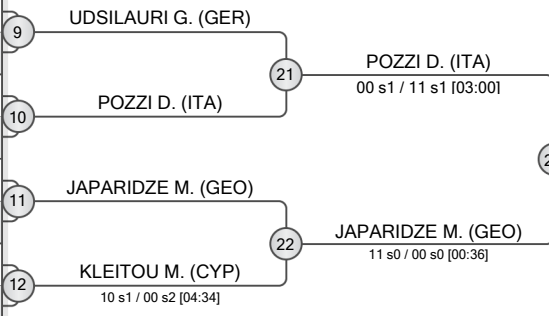 9
UDSILAURI G. (GER)
21
POZZI D. (ITA)
00 s1 / 11 s1 [03:00]
10
POZZI D. (ITA)
11
JAPARIDZE M. (GEO)
22
JAPARIDZE M. (GEO)
11 s0 / 00 s0 [00:36]
12
KLEITOU M. (CYP)
10 s1 / 00 s2 [04:34]